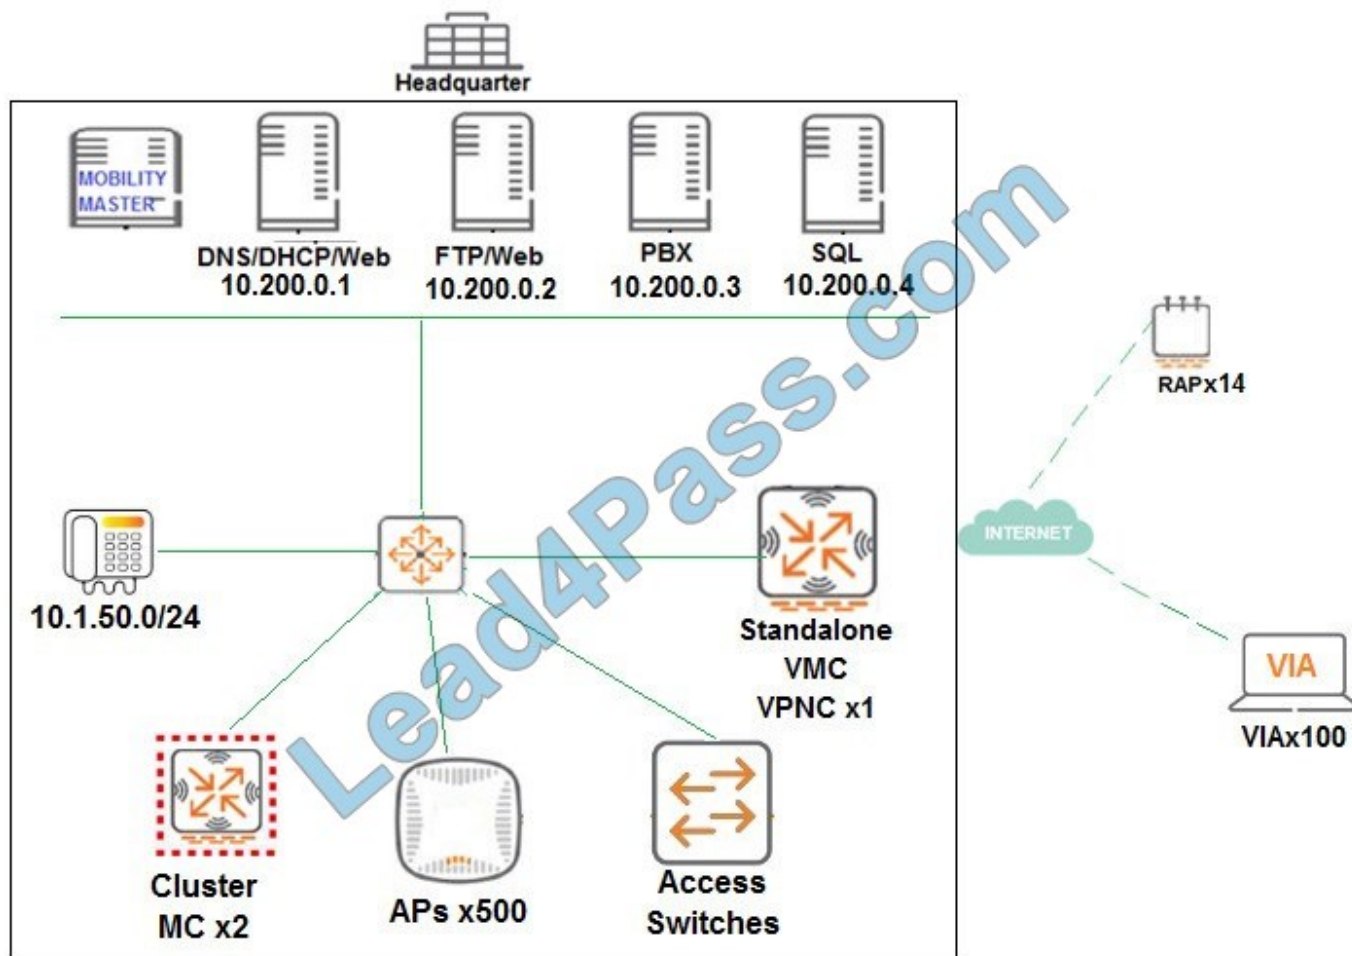 Headquarter
MOBILITY
MASTER
DNS/DHCP/Web
10.200.0.1
FTP/Web
10.200.0.2
PBX
10.200.0.3
SQL
10.200.0.4
Lead4Pass.com
RAPx14
INTERNET
10.1.50.0/24
Standalone
VMC
VPNC x1
VIA
VIAx100
Cluster
MC x2
APs x500
Access
Switches